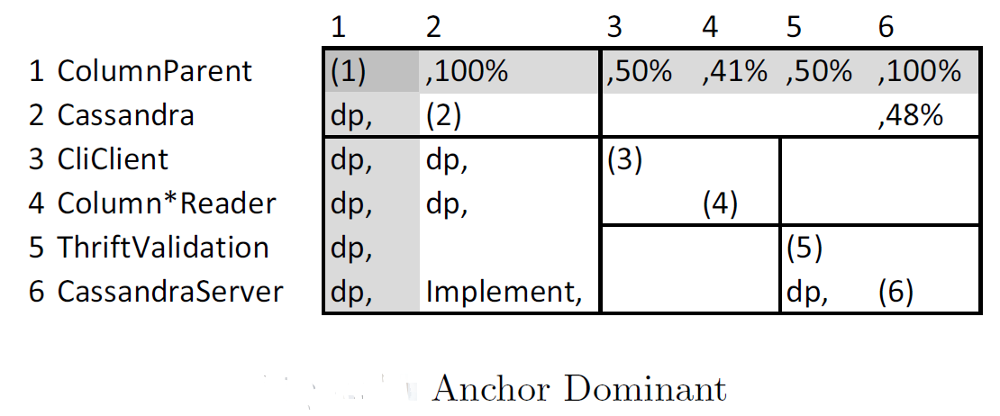 1 2 3 4 5 6
1 ColumnParent (1) ,100% ,50% ,41% ,50% ,100%
2 Cassandra dp, (2) ,48%
3 CliClient dp, dp, (3)
4 Column*Reader dp, dp, (4)
5 ThriftValidation dp, (5)
6 CassandraServer dp, Implement, dp, (6)
Anchor Dominant